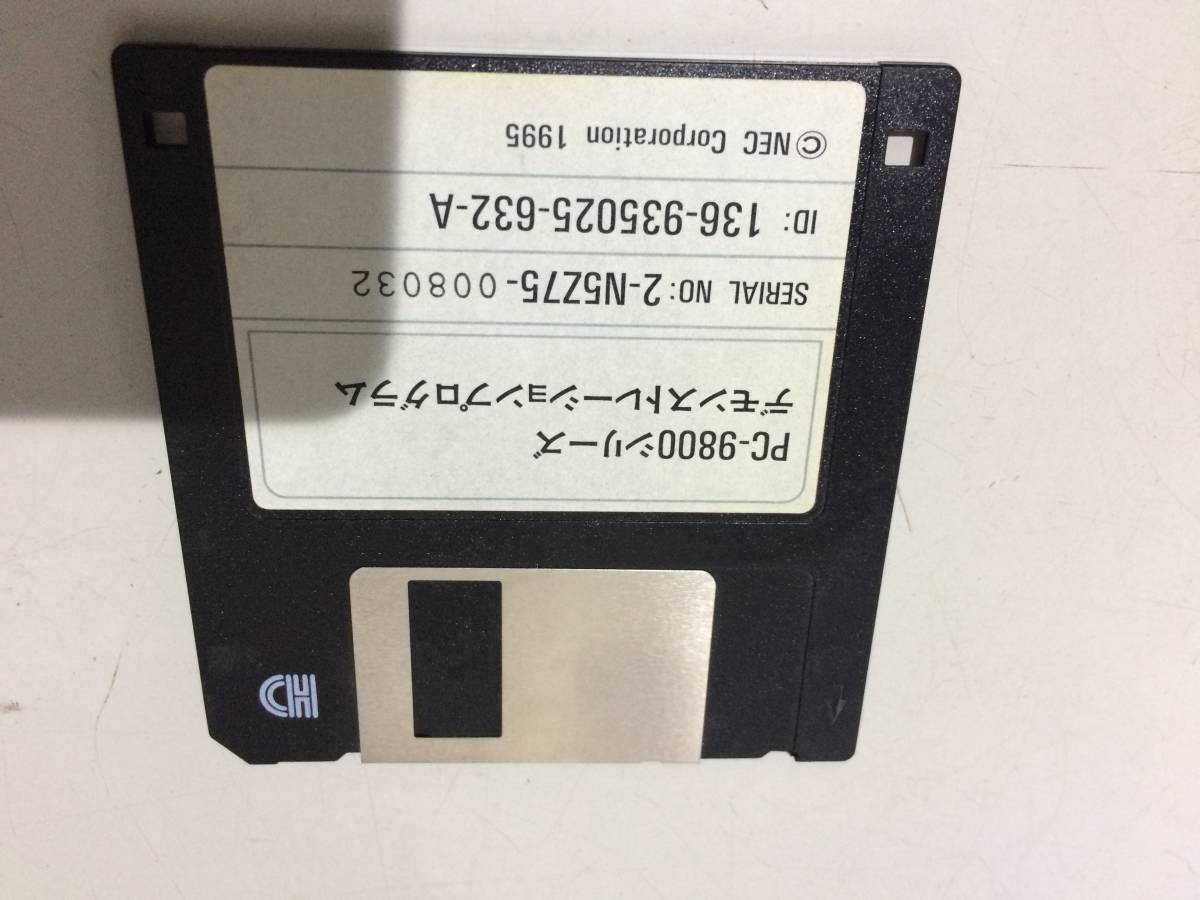 HD
PC-9800シリーズ
デモンストレーションプログラム
SERIAL NO: 2-N5Z75-008032
ID: 136-935025-632-A
©NEC Corporation 1995